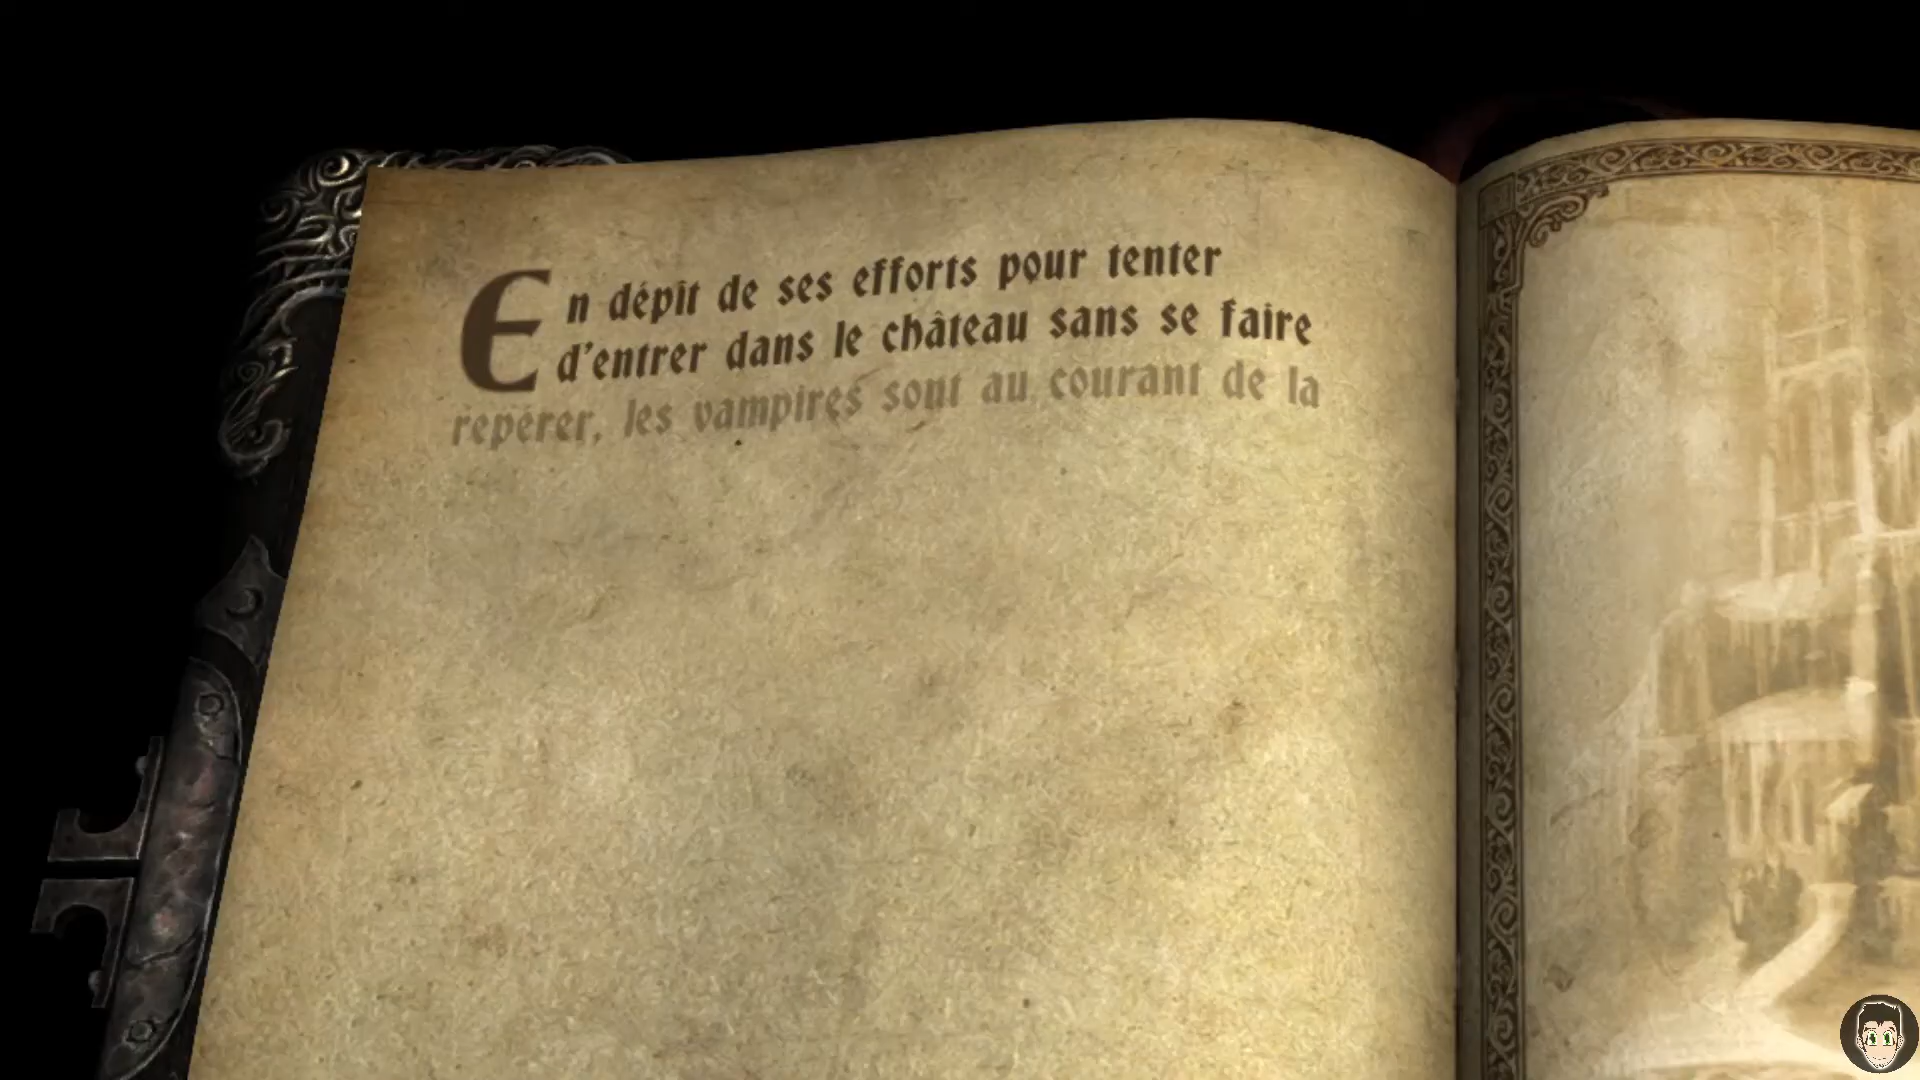 En dépit de ses efforts pour tenter
d'entrer dans le château sans se faire
repérer, les vampires sont au courant de la